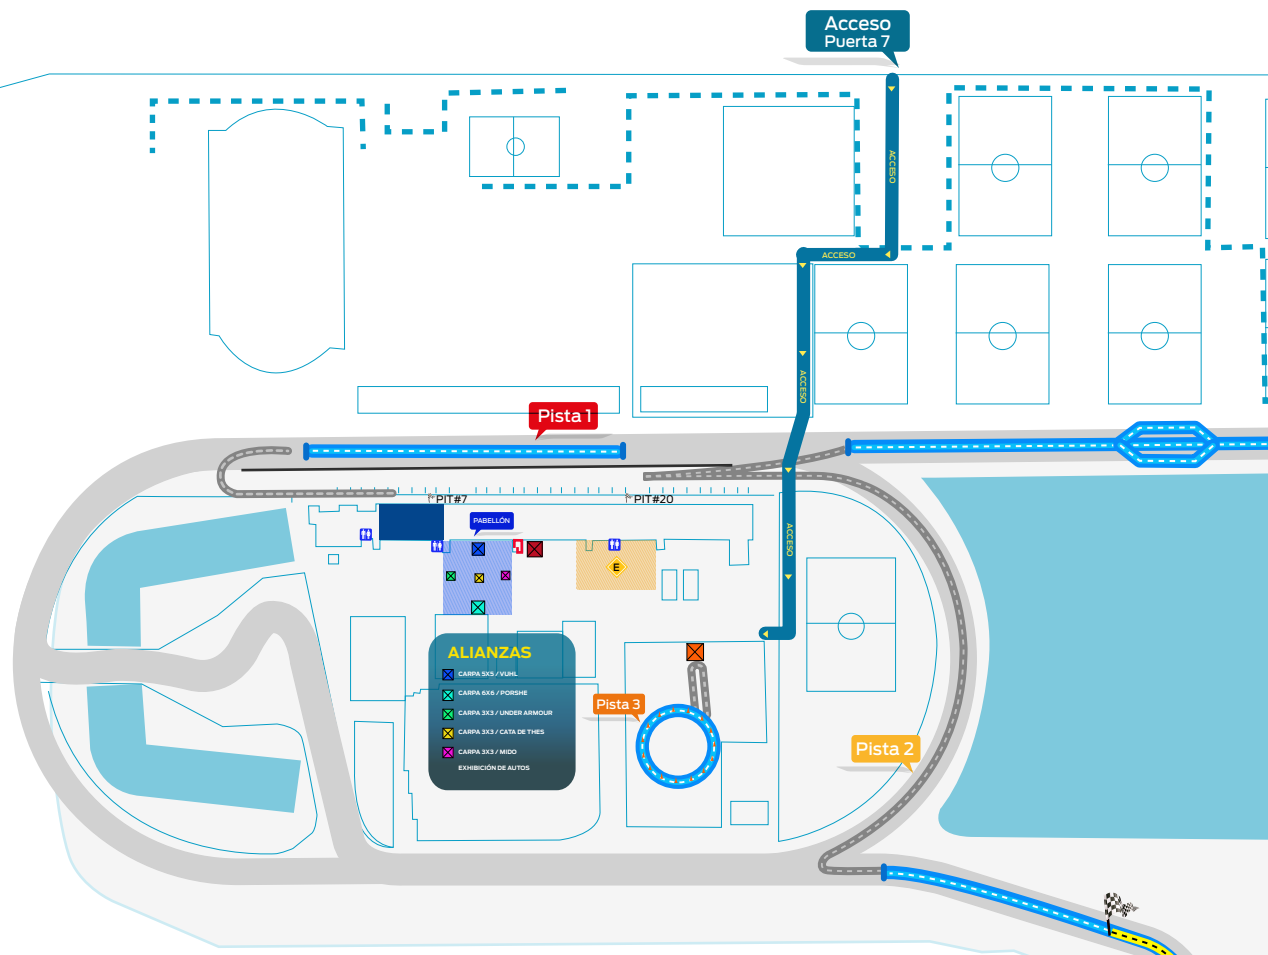 Acceso
Puerta 7
ACCESO
ACCESO
ACCESO
Pista 1
PIT#7
PIT#20
PABELLÓN
ACCESO
E
ALIANZAS
CARPA 5X5 / VUHL
CARPA 6X6 / PORSHE
CARPA 3X3 / UNDER ARMOUR
CARPA 3X3 / CATA DE THES
CARPA 3X3 / MIDO
EXHIBICIÓN DE AUTOS
Pista 3
Pista 2